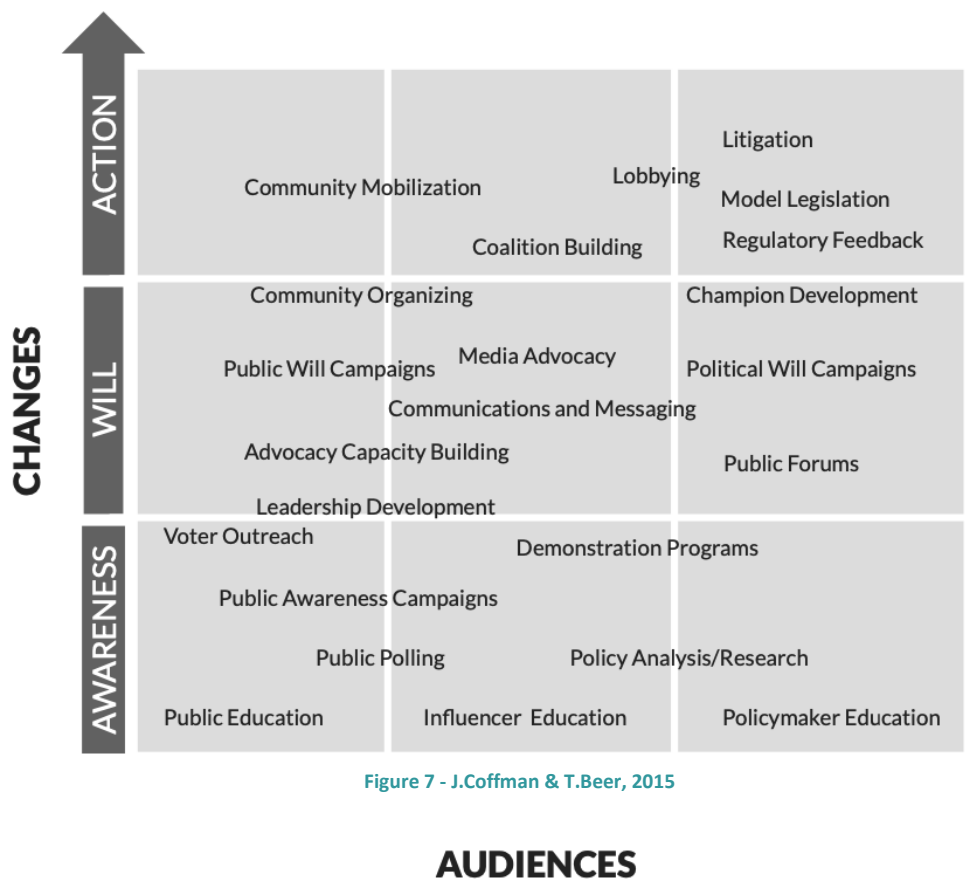 ACTION
Litigation
Lobbying
Community Mobilization
Model Legislation
Regulatory Feedback
Coalition Building
CHANGES
WILL
Community Organizing
Champion Development
Media Advocacy
Public Will Campaigns
Political Will Campaigns
Communications and Messaging
Advocacy Capacity Building
Public Forums
Leadership Development
AWARENESS
Voter Outreach
Demonstration Programs
Public Awareness Campaigns
Public Polling
Policy Analysis/Research
Public Education
Influencer Education
Policymaker Education
Figure 7 - J.Coffman & T.Beer, 2015
AUDIENCES